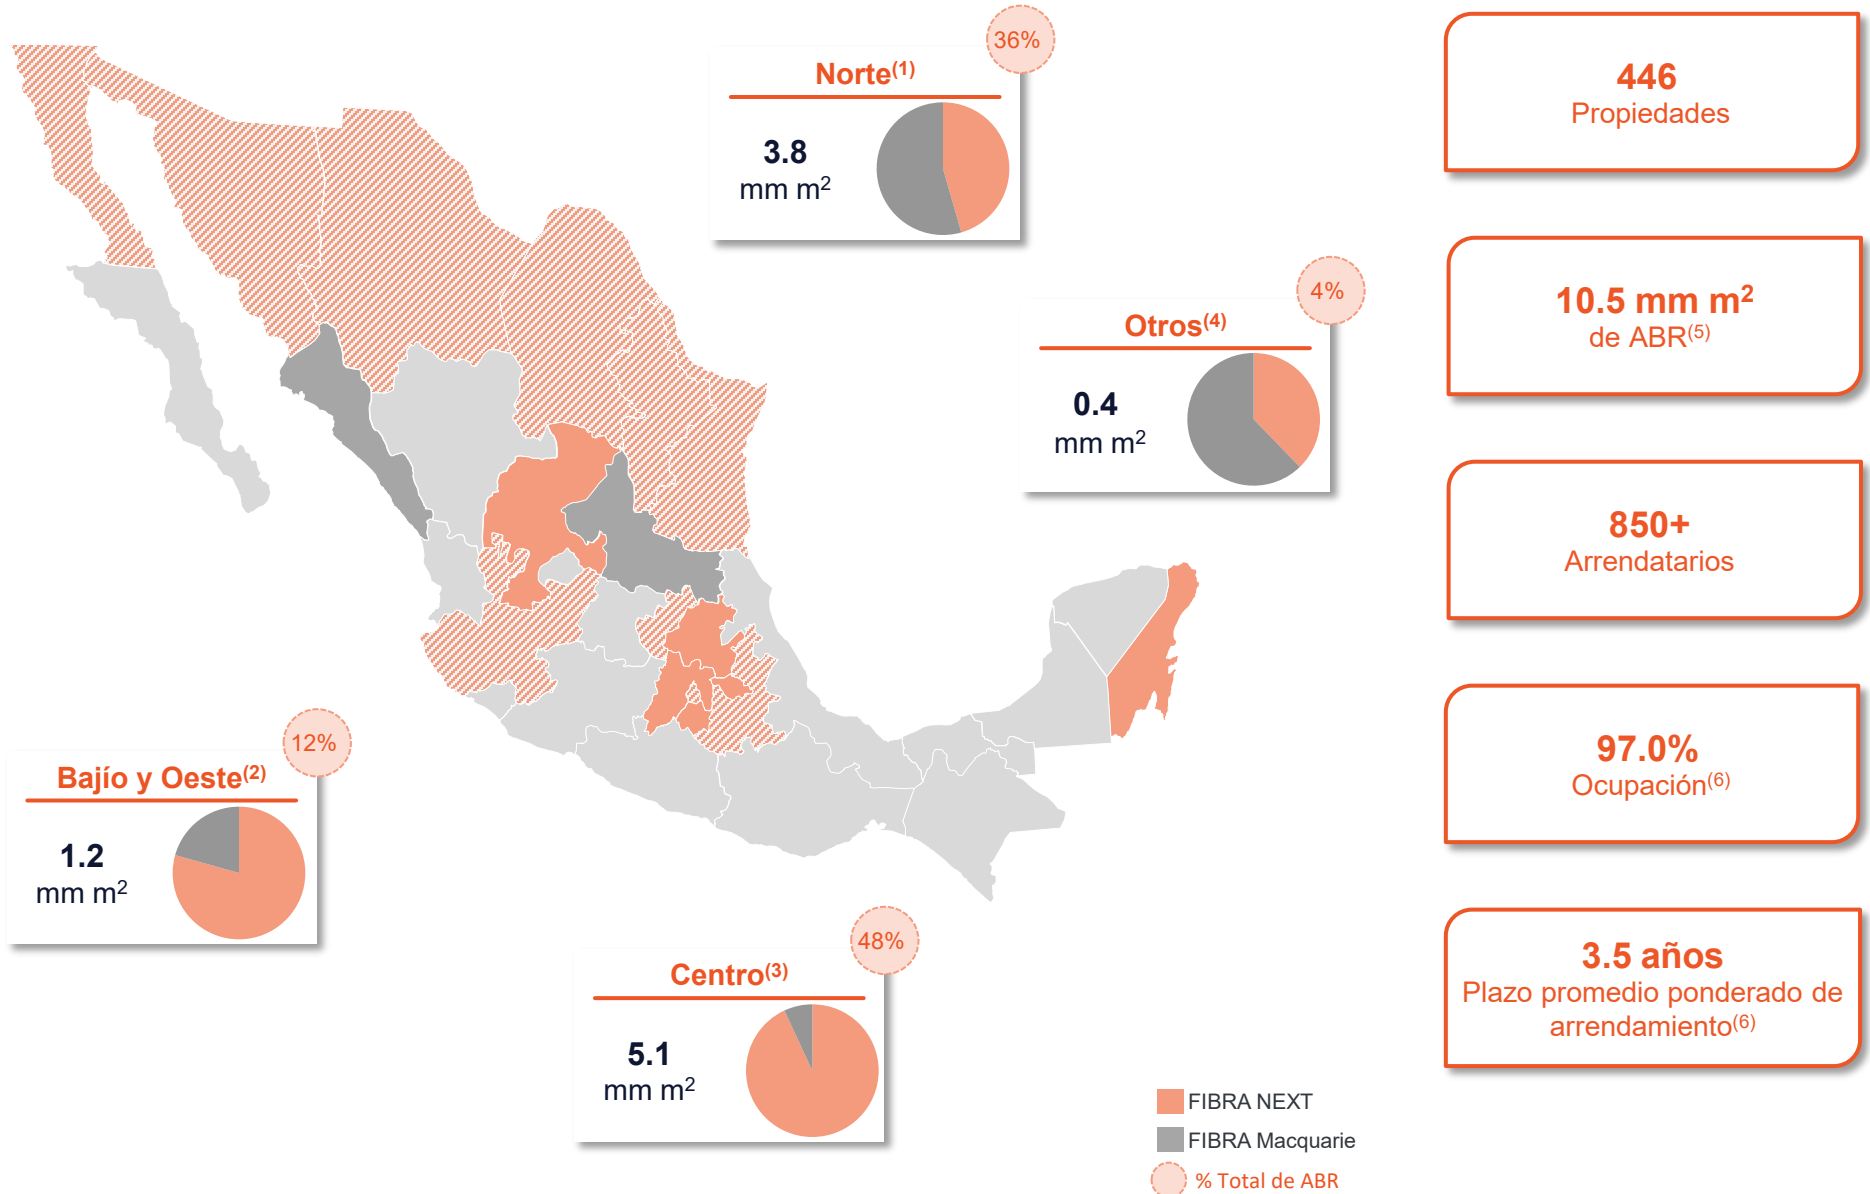 36%
Norte(1)
3.8
mm m²
4%
Otros(4)
0.4
mm m²
12%
Bajío y Oeste(2)
1.2
mm m²
48%
Centro(3)
5.1
mm m²
FIBRA NEXT
FIBRA Macquarie
% Total de ABR
446
Propiedades
10.5 mm m²
de ABR(5)
850+
Arrendatarios
97.0%
Ocupación(6)
3.5 años
Plazo promedio ponderado de
arrendamiento(6)